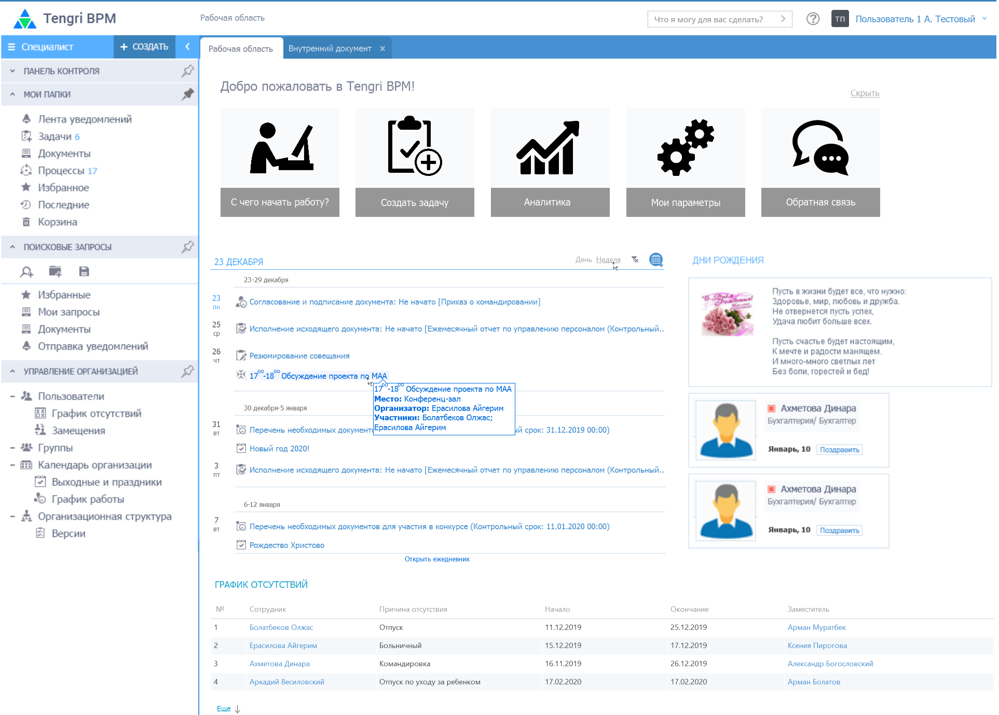 Tengri BPM
Рабочая область
Что я могу для вас сделать?
ТП
Пользователь 1 А. Тестовый
Специалист
+ СОЗДАТЬ
Рабочая область
Внутренний документ x
ПАНЕЛЬ КОНТРОЛЯ
МОИ ПАПКИ
Лента уведомлений
Задачи 6
Документы
Процессы 17
Избранное
Последние
Корзина
ПОИСКОВЫЕ ЗАПРОСЫ
Избранные
Мои запросы
Документы
Отправка уведомлений
УПРАВЛЕНИЕ ОРГАНИЗАЦИЕЙ
Пользователи
График отсутствий
Замещения
Группы
Календарь организации
Выходные и праздники
График работы
Организационная структура
Версии
Добро пожаловать в Tengri BPM!
Скрыть
С чего начать работу?
Создать задачу
Аналитика
Мои параметры
Обратная связь
23 ДЕКАБРЯ
День Неделя
23-29 декабря
23 пн
Согласование и подписание документа: Не начато [Приказ о командировании]
25 ср
Исполнение исходящего документа: Не начато [Ежемесячный отчет по управлению персоналом (Контрольный..
26 чт
Резюмирование совещания
17⁰⁰-18⁰⁰ Обсуждение проекта по МАА
17⁰⁰-18⁰⁰ Обсуждение проекта по МАА
Место: Конференц-зал
Организатор: Ерасилова Айгерим
Участники: Болатбеков Олжас;
Ерасилова Айгерим
30 декабря-5 января
31 вт
Перечень необходимых документо й срок: 31.12.2019 00:00)
Новый год 2020!
3 пт
Исполнение исходящего документа: Не начато [Ежемесячный отчет по управлению персоналом (Контрольный..
6-12 января
7 вт
Перечень необходимых документов для участия в конкурсе (Контрольный срок: 11.01.2020 00:00)
Рождество Христово
Открыть ежедневник
ДНИ РОЖДЕНИЯ
С Днём
Рождения!
Пусть в жизни будет все, что нужно:
Здоровье, мир, любовь и дружба.
Не отвернется пусть успех,
Удача любит больше всех.
Пусть счастье будет настоящим,
К мечте и радости манящем.
И много-много светлых лет
Без боли, горестей и бед!
Ахметова Динара
Бухгалтерия/ Бухгалтер
Январь, 10 Поздравить
Ахметова Динара
Бухгалтерия/ Бухгалтер
Январь, 10 Поздравить
ГРАФИК ОТСУТСТВИЙ
№ Сотрудник Причина отсутствия Начало Окончание Заместитель
1 Болатбеков Олжас Отпуск 11.12.2019 25.12.2019 Арман Муратбек
2 Ерасилова Айгерим Больничный 15.12.2019 17.12.2019 Ксения Пирогова
3 Ахметова Динара Командировка 16.11.2019 26.12.2019 Александр Богословский
4 Аркадий Весиловский Отпуск по уходу за ребенком 17.02.2020 17.02.2020 Арман Болатов
Еще